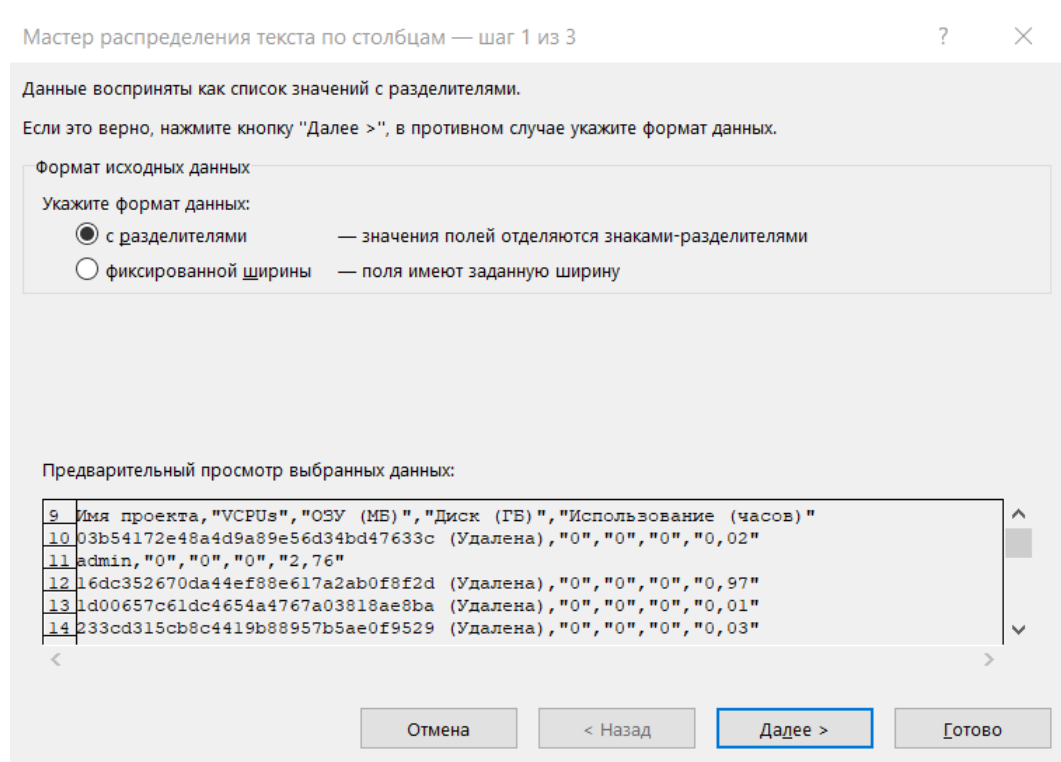 Мастер распределения текста по столбцам — шаг 1 из 3
Данные восприняты как список значений с разделителями.
Если это верно, нажмите кнопку "Далее >", в противном случае укажите формат данных.
Формат исходных данных
Укажите формат данных:
с разделителями — значения полей отделяются знаками-разделителями
фиксированной ширины — поля имеют заданную ширину
Предварительный просмотр выбранных данных:
9 Имя проекта,"VCPUs","ОЗУ (МБ)","Диск (ГБ)","Использование (часов)"
10 03b54172e48a4d9a89e56d34bd47633c (Удалена),"0","0","0","0,02"
11 admin,"0","0","0","2,76"
12 16dc352670da44ef88e617a2ab0f8f2d (Удалена),"0","0","0","0,97"
13 1d00657c61dc4654a4767a03818ae8ba (Удалена),"0","0","0","0,01"
14 233cd315cb8c4419b88957b5ae0f9529 (Удалена),"0","0","0","0,03"
Отмена < Назад Далее > Готово